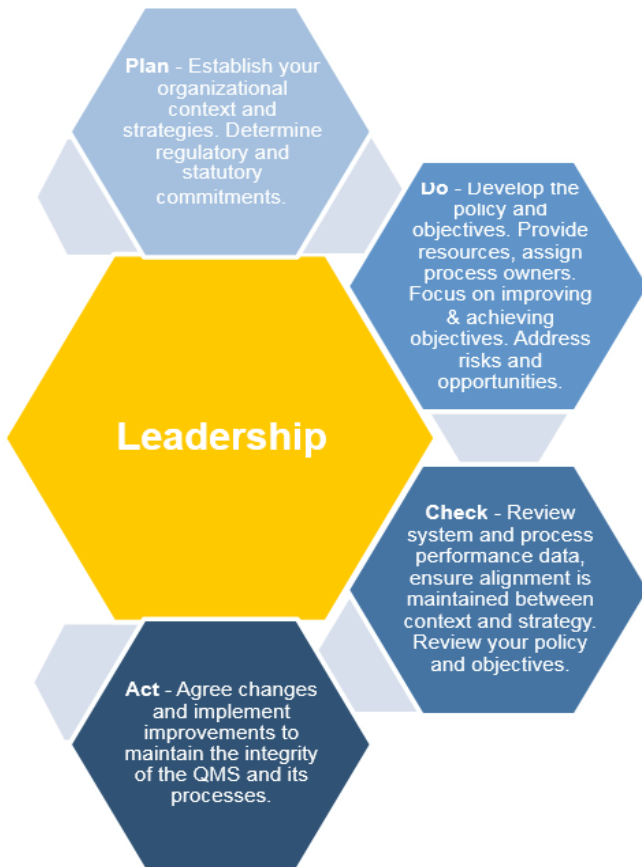 Plan - Establish your
organizational
context and
strategies. Determine
regulatory and
statutory
commitments.
Do - Develop the
policy and
objectives. Provide
resources, assign
process owners.
Focus on improving
& achieving
objectives. Address
risks and
opportunities.
Leadership
Check - Review
system and process
performance data,
ensure alignment is
maintained between
context and strategy.
Review your policy
and objectives.
Act - Agree changes
and implement
improvements to
maintain the integrity
of the QMS and its
processes.